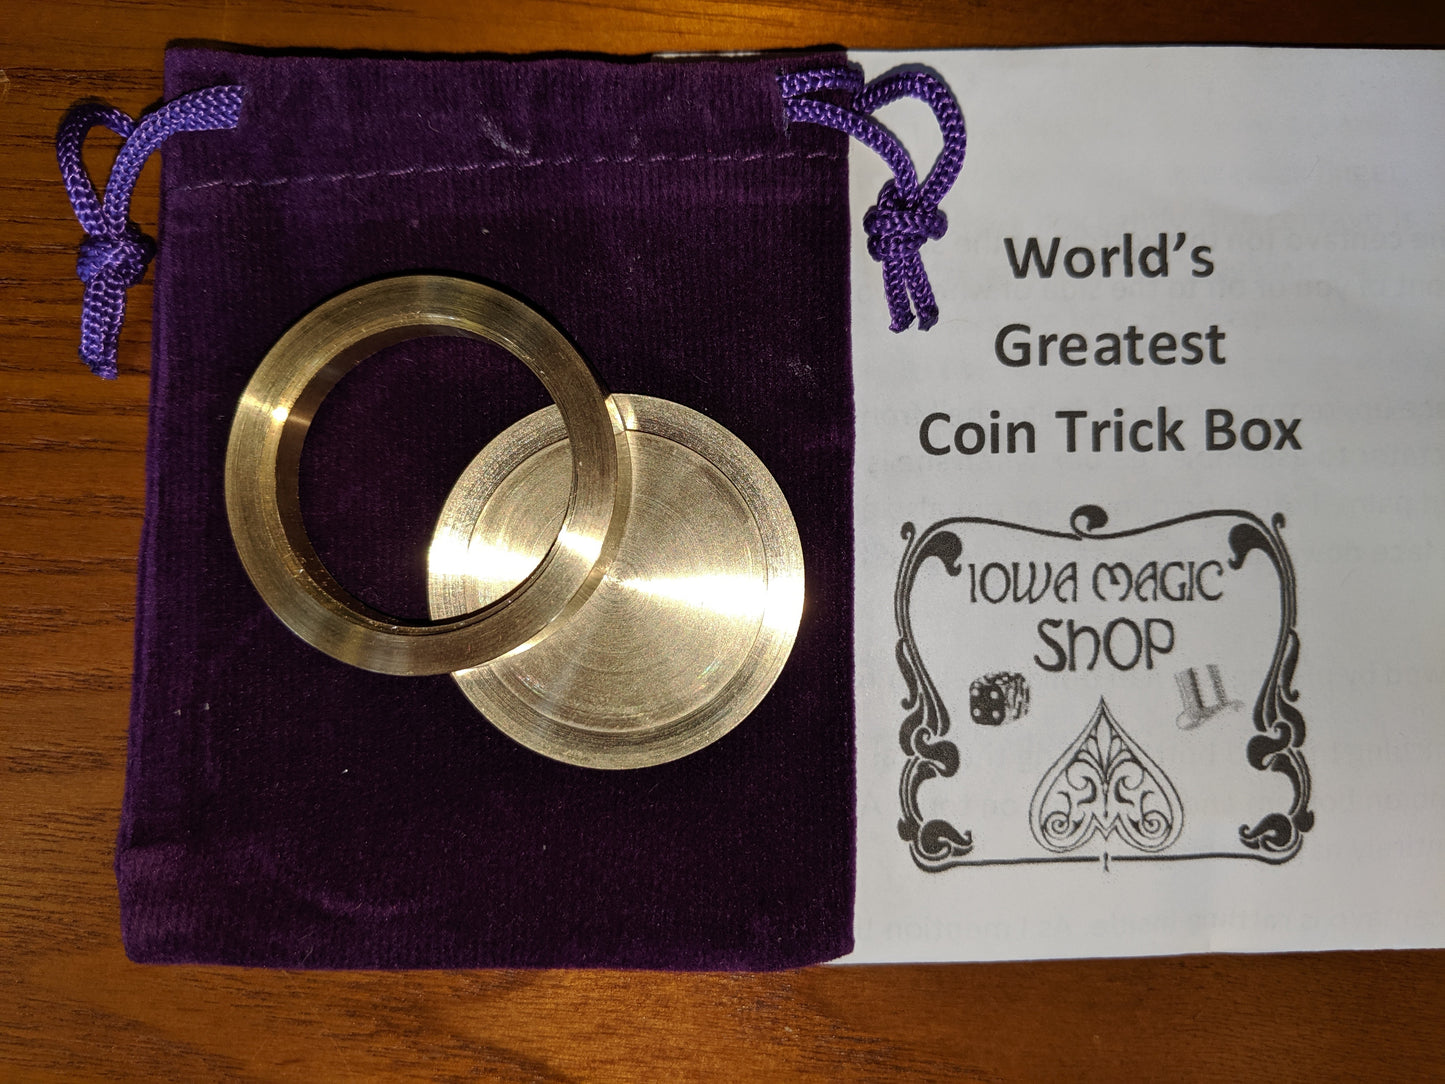 World's
Greatest
Coin Trick Box
IOWA MAGIC
SHOP